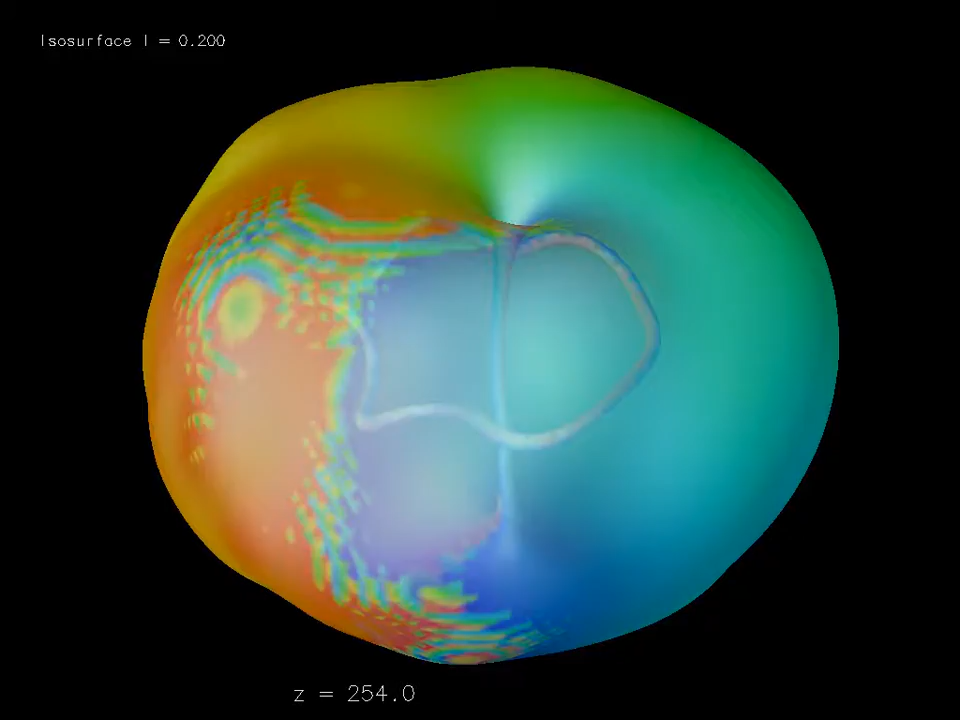 Isosurface I = 0.200
z = 254.0